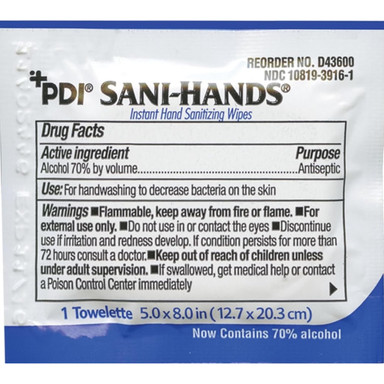 REORDER NO. D43600
NDC 10819-3916-1
PDI® SANI-HANDS®
Instant Hand Sanitizing Wipes
Drug Facts
Active ingredient Purpose
Alcohol 70% by volume....................................Antiseptic
Use: For handwashing to decrease bacteria on the skin
Warnings ■Flammable, keep away from fire or flame. ■For
external use only. ■Do not use in or contact the eyes ■Discontinue
use if irritation and redness develop. If condition persists for more than
72 hours consult a doctor.■Keep out of reach of children unless
under adult supervision. ■If swallowed, get medical help or contact
a Poison Control Center immediately
1 Towelette 5.0 x 8.0 in ( 12.7 x 20.3 cm)
Now Contains 70% alcohol